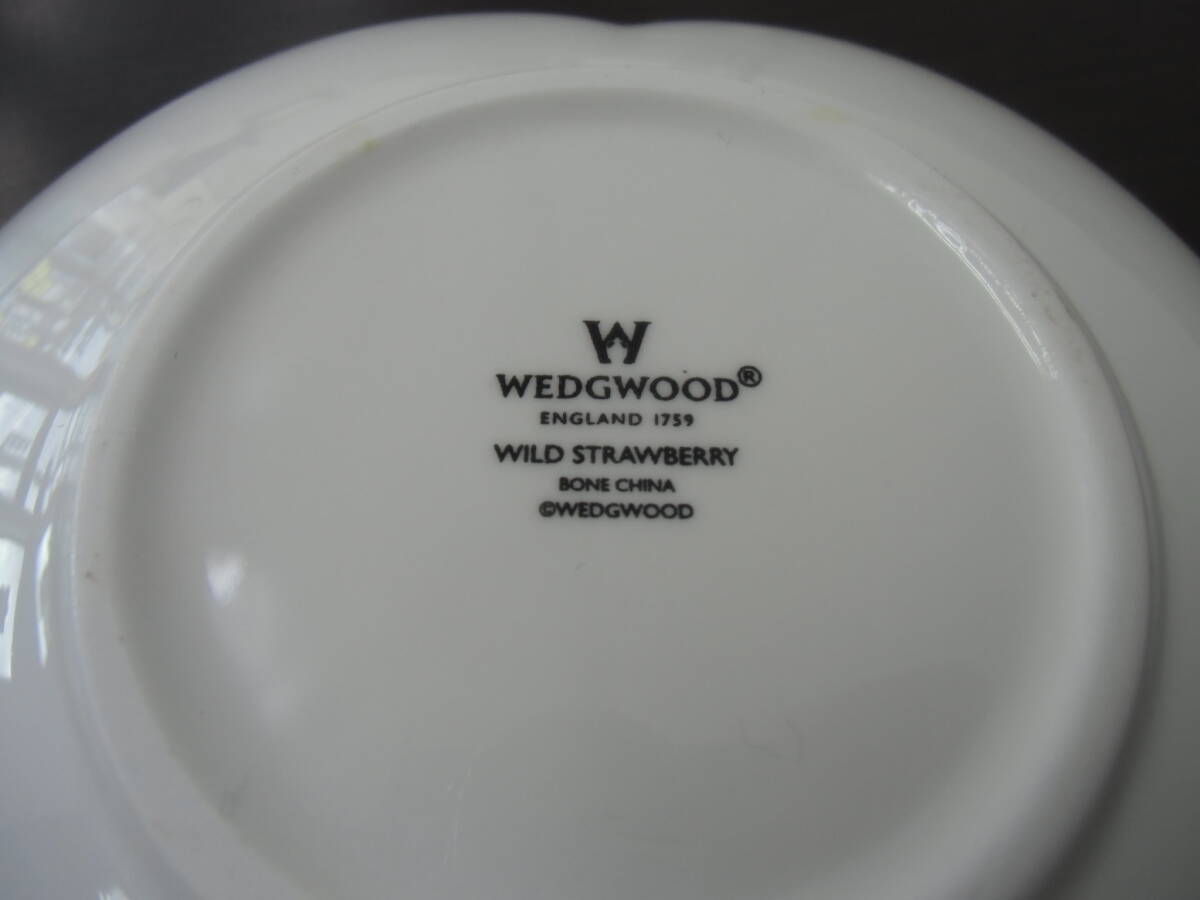 W
WEDGWOOD®
ENGLAND 1759
WILD STRAWBERRY
BONE CHINA
©WEDGWOOD